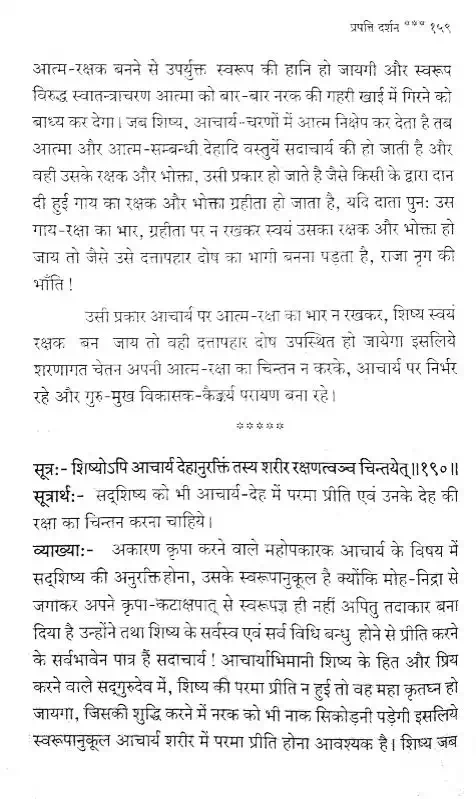 प्रपत्ति दर्शन *** १५९
आत्म-रक्षक बनने से उपर्युक्त स्वरूप की हानि हो जायगी और स्वरूप
विरुद्ध स्वातन्त्राचरण आत्मा को बार-बार नरक की गहरी खाई में गिरने को
बाध्य कर देगा। जब शिष्य, आचार्य-चरणों में आत्म निक्षेप कर देता है तब
आत्मा और आत्म-सम्बन्धी देहादि वस्तुयें सदाचार्य की हो जाती है और
वही उसके रक्षक और भोक्ता, उसी प्रकार हो जाते है जैसे किसी के द्वारा दान
दी हुई गाय का रक्षक और भोक्ता ग्रहीता हो जाता है, यदि दाता पुन: उस
गाय-रक्षा का भार, ग्रहीता पर न रखकर स्वयं उसका रक्षक और भोक्ता हो
जाय तो जैसे उसे दत्तापहार दोष का भागी बनना पड़ता है, राजा नृग की
भाँति !
उसी प्रकार आचार्य पर आत्म-रक्षा का भार न रखकर, शिष्य स्वयं
रक्षक बन जाय तो वही दत्तापहार दोष उपस्थित हो जायेगा इसलिये
शरणागत चेतन अपनी आत्म-रक्षा का चिन्तन न करके, आचार्य पर निर्भर
रहे और गुरु-मुख विकासक-कैङ्कर्य परायण बना रहे।
*****
सूत्र:- शिष्योऽपि आचार्य देहानुरक्तिं तस्य शरीर रक्षणत्वञ्च चिन्तयेत्॥१९०॥
सूत्रार्थ:- सद्शिष्य को भी आचार्य-देह में परमा प्रीति एवं उनके देह की
रक्षा का चिन्तन करना चाहिये।
व्याख्या:- अकारण कृपा करने वाले महोपकारक आचार्य के विषय में
सद्शिष्य की अनुरक्ति होना, उसके स्वरूपानुकूल है क्योंकि मोह-निद्रा से
जगाकर अपने कृपा-कटाक्षपात् से स्वरूपज्ञ ही नहीं अपितु तदाकार बना
दिया है उन्होंने तथा शिष्य के सर्वस्व एवं सर्व विधि बन्धु होने से प्रीति करने
के सर्वभावेन पात्र हैं सदाचार्य ! आचार्याभिमानी शिष्य के हित और प्रिय
करने वाले सद्गुरुदेव में, शिष्य की परमा प्रीति न हुई तो वह महा कृतघ्न हो
जायगा, जिसकी शुद्धि करने में नरक को भी नाक सिकोड़नी पड़ेगी इसलिये
स्वरूपानुकूल आचार्य शरीर में परमा प्रीति होना आवश्यक है। शिष्य जब